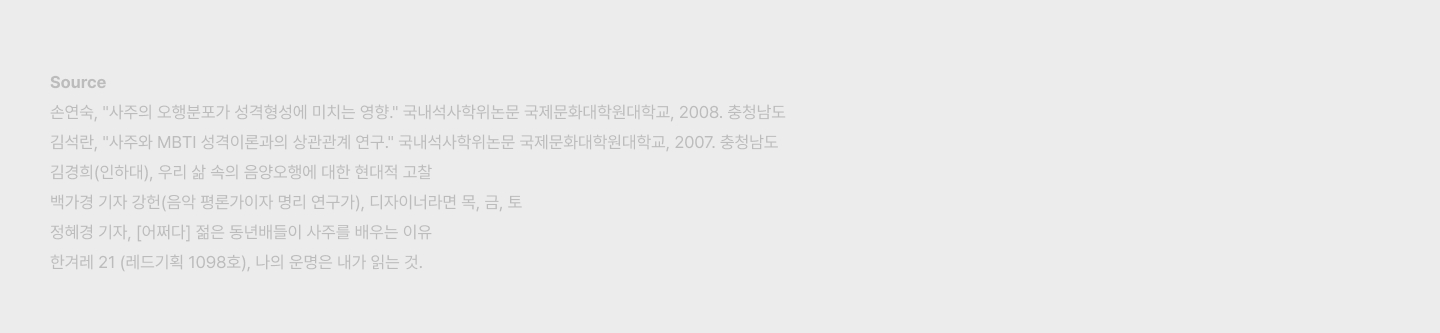 Source
손연숙, "사주의 오행분포가 성격형성에 미치는 영향." 국내석사학위논문 국제문화대학원대학교, 2008. 충청남도
김석란, "사주와 MBTI 성격이론과의 상관관계 연구." 국내석사학위논문 국제문화대학원대학교, 2007. 충청남도
김경희(인하대), 우리 삶 속의 음양오행에 대한 현대적 고찰
백가경 기자 강헌(음악 평론가이자 명리 연구가), 디자이너라면 목, 금, 토
정혜경 기자, [어쩌다] 젊은 동년배들이 사주를 배우는 이유
한겨레 21 (레드기획 1098호), 나의 운명은 내가 읽는 것.